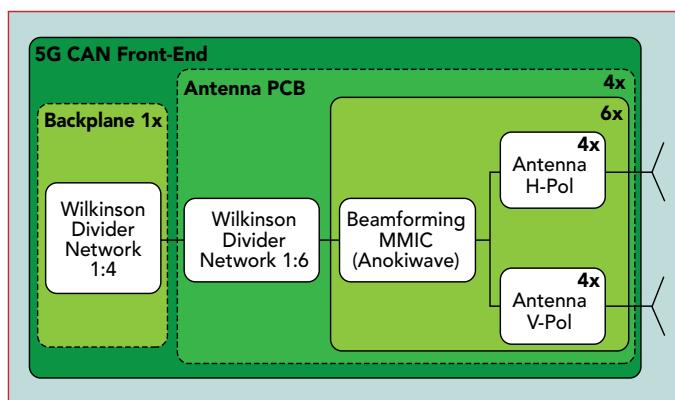 5G CAN Front-End
Antenna PCB
4x
Backplane 1x
6x
Wilkinson
Divider
Network
1:4
Wilkinson
Divider
Network 1:6
Beamforming
MMIC
(Anokiwave)
4x
Antenna
H-Pol
4x
Antenna
V-Pol